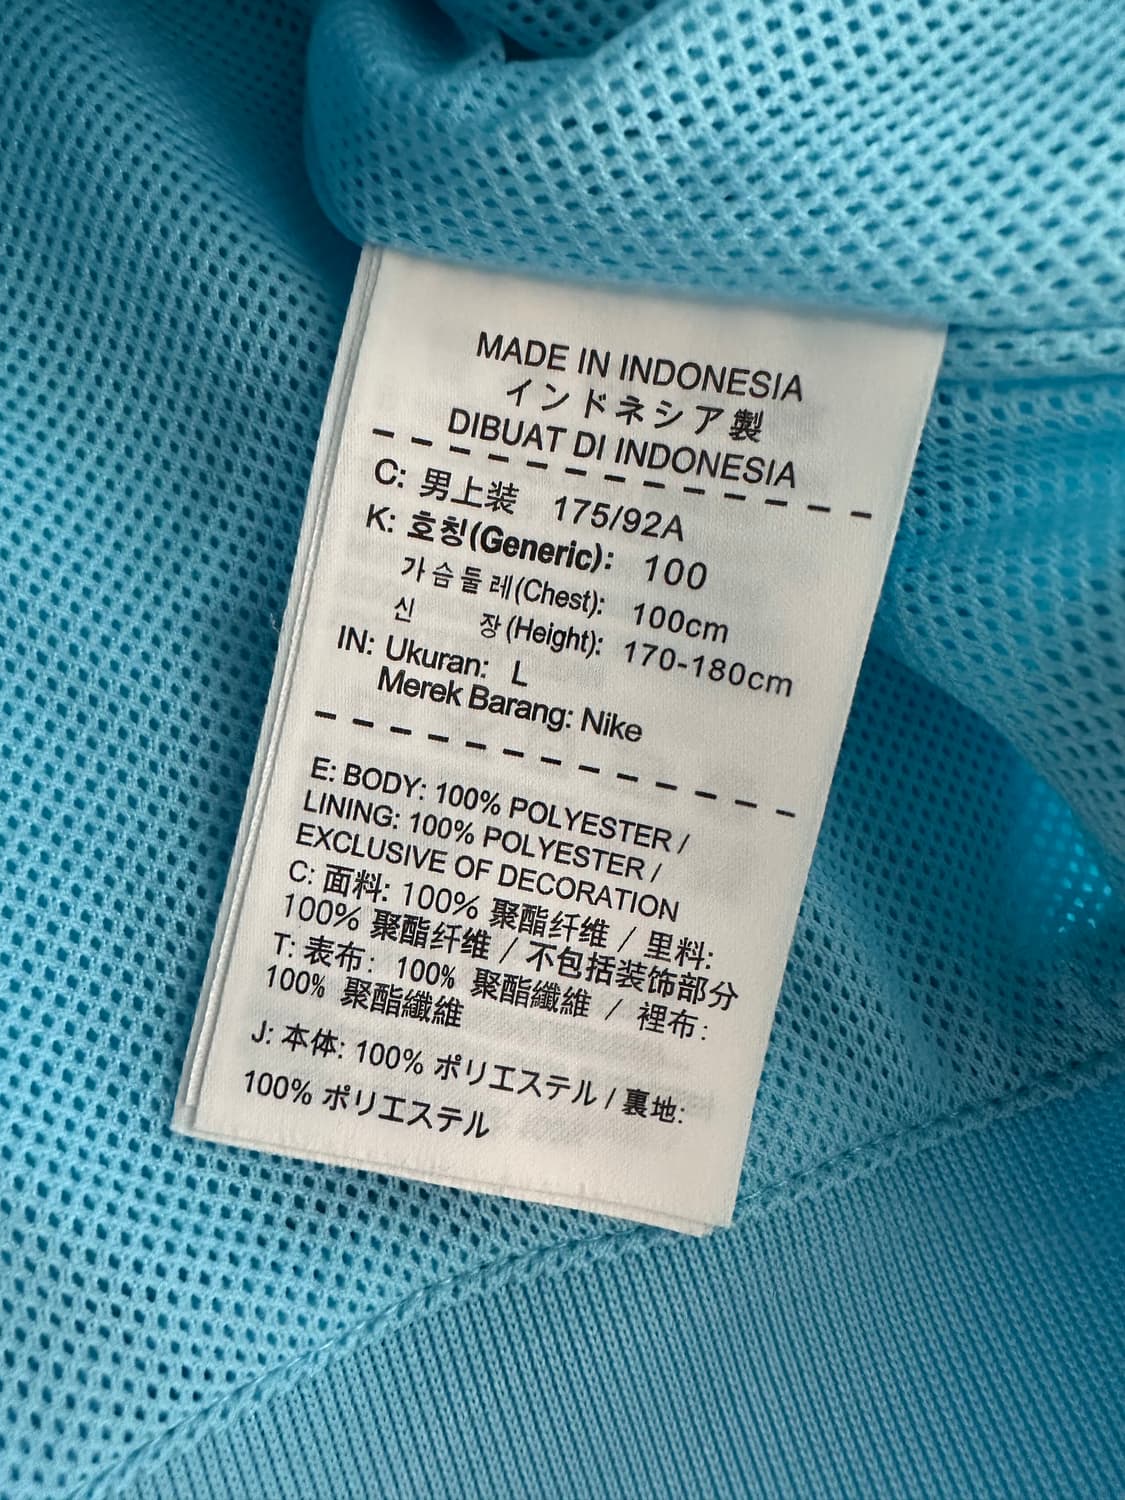 MADE IN INDONESIA
インドネシア製
DIBUAT DI INDONESIA
C: 男上装 175/92A
K: 호칭(Generic): 100
가슴둘레(Chest): 100cm
신 장(Height): 170-180cm
IN: Ukuran: L
Merek Barang: Nike
E: BODY: 100% POLYESTER /
LINING: 100% POLYESTER /
EXCLUSIVE OF DECORATION
C: 面料: 100% 聚酯纤维 / 里料:
100% 聚酯纤维 / 不包括装饰部分
T: 表布: 100% 聚酯纖維 / 裡布:
100% 聚酯纖維
J: 本体: 100% ポリエステル / 裏地:
100% ポリエステル